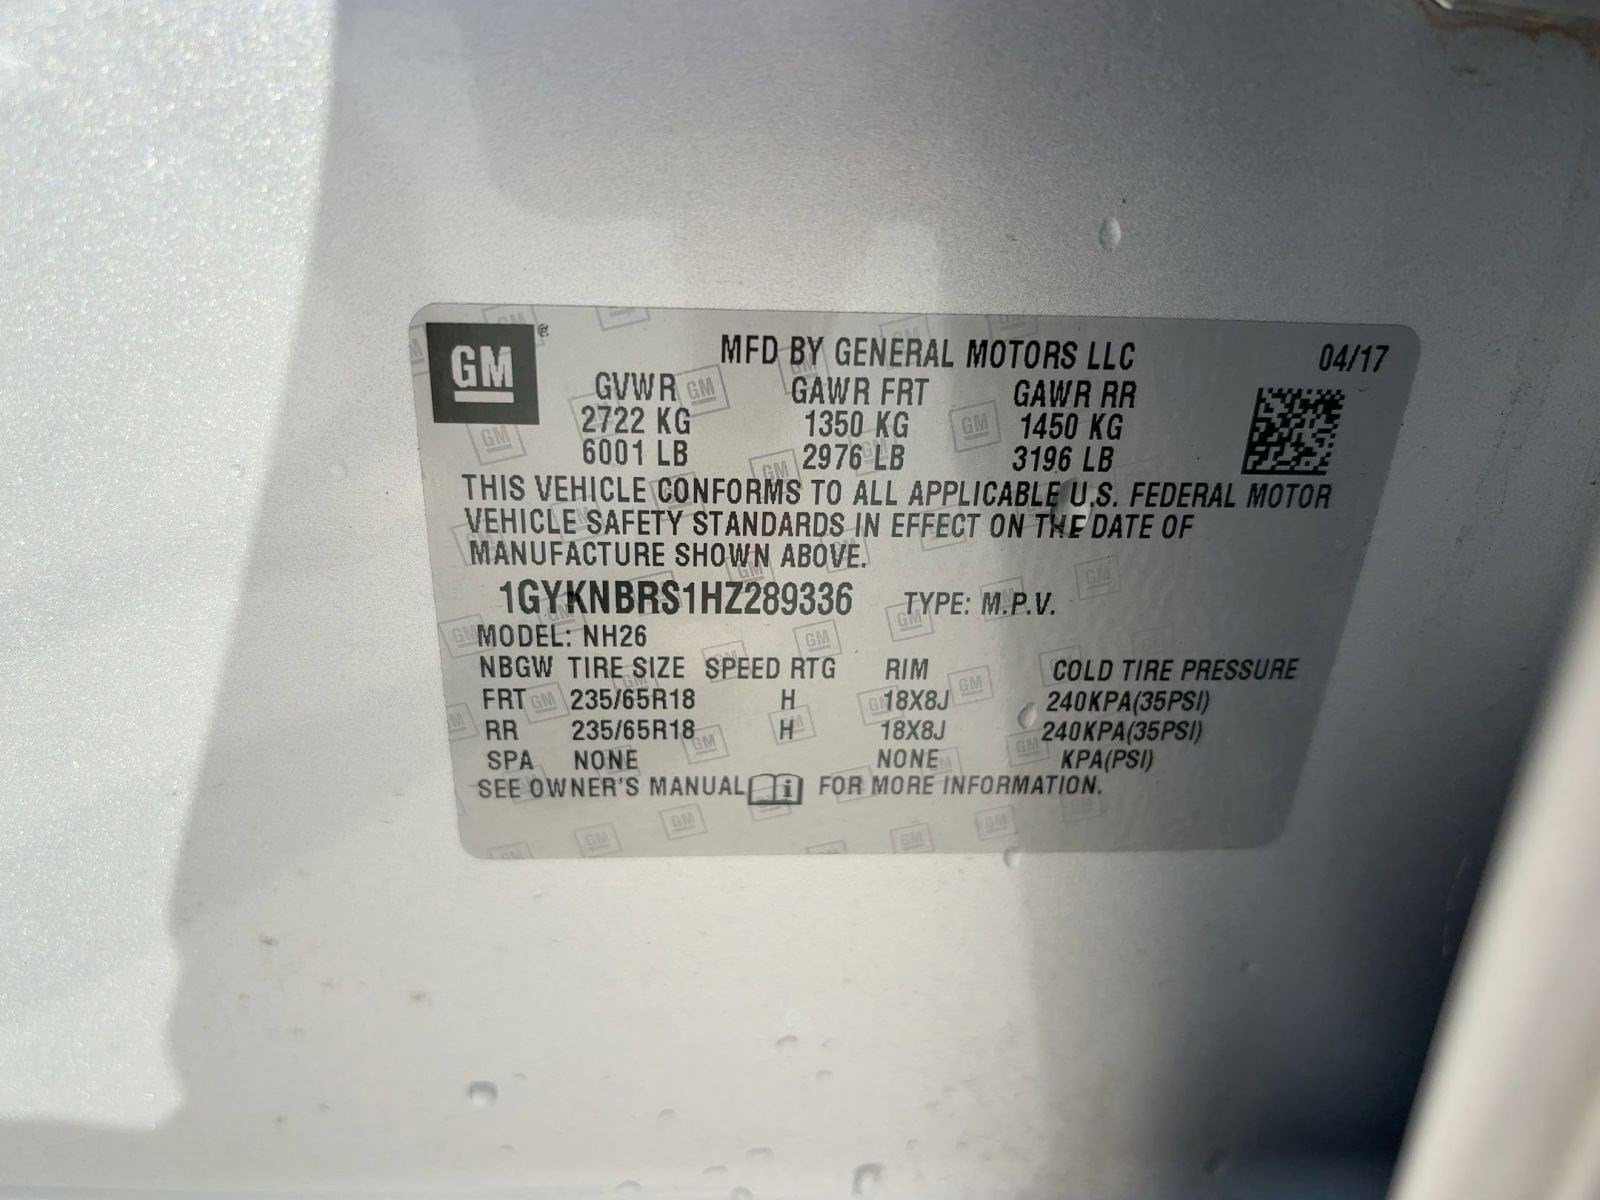 GM
MFD BY GENERAL MOTORS LLC 04/17
GVWR GAWR FRT GAWR RR
2722 KG 1350 KG 1450 KG
6001 LB 2976 LB 3196 LB
THIS VEHICLE CONFORMS TO ALL APPLICABLE U.S. FEDERAL MOTOR
VEHICLE SAFETY STANDARDS IN EFFECT ON THE DATE OF
MANUFACTURE SHOWN ABOVE.
1GYKNBRS1HZ289336 TYPE: M.P.V.
MODEL: NH26
NBGW TIRE SIZE SPEED RTG RIM COLD TIRE PRESSURE
FRT 235/65R18 H 18X8J 240KPA(35PSI)
RR 235/65R18 H 18X8J 240KPA(35PSI)
SPA NONE NONE KPA(PSI)
SEE OWNER'S MANUAL FOR MORE INFORMATION.